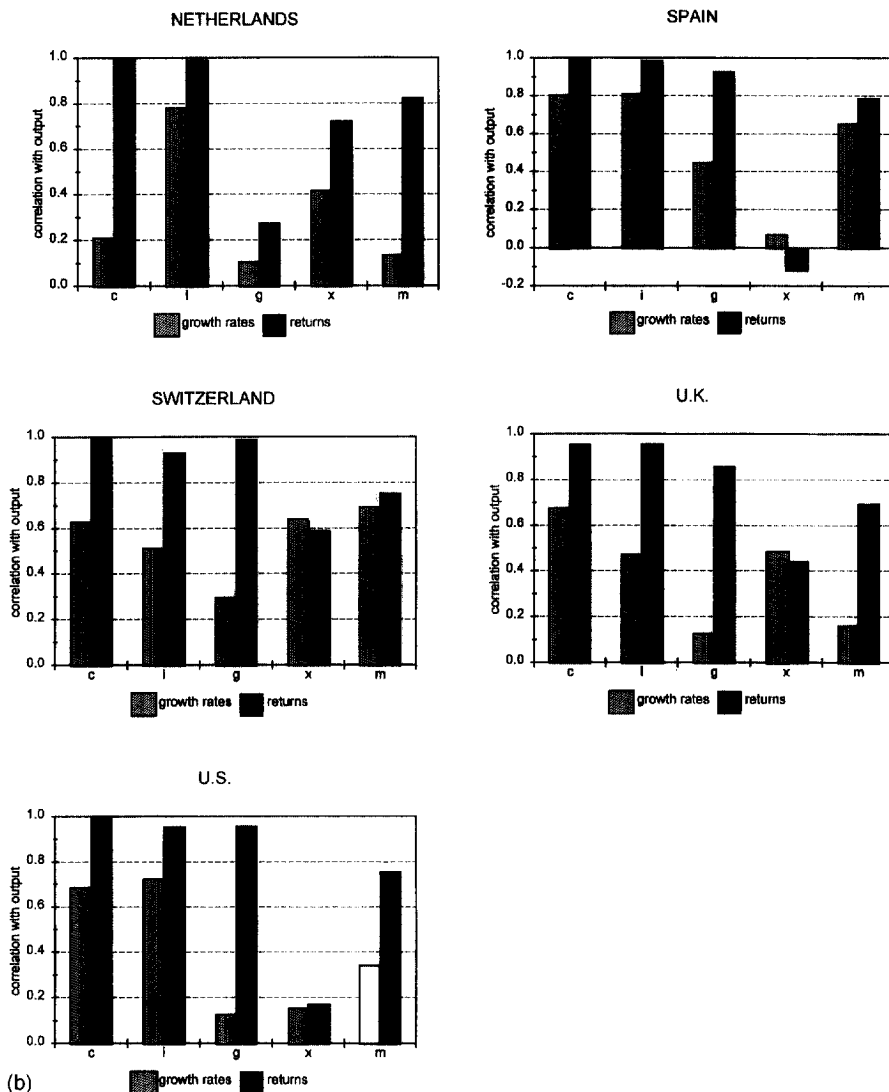 NETHERLANDS
correlation with output
1.0
0.8
0.6
0.4
0.2
0.0
c i g x m
growth rates returns
SPAIN
correlation with output
1.0
0.8
0.6
0.4
0.2
0.0
-0.2
c i g x m
growth rates returns
SWITZERLAND
correlation with output
1.0
0.8
0.6
0.4
0.2
0.0
c i g x m
growth rates returns
U.K.
correlation with output
1.0
0.8
0.6
0.4
0.2
0.0
c i g x m
growth rates returns
U.S.
correlation with output
1.0
0.8
0.6
0.4
0.2
0.0
c i g x m
growth rates returns
(b)